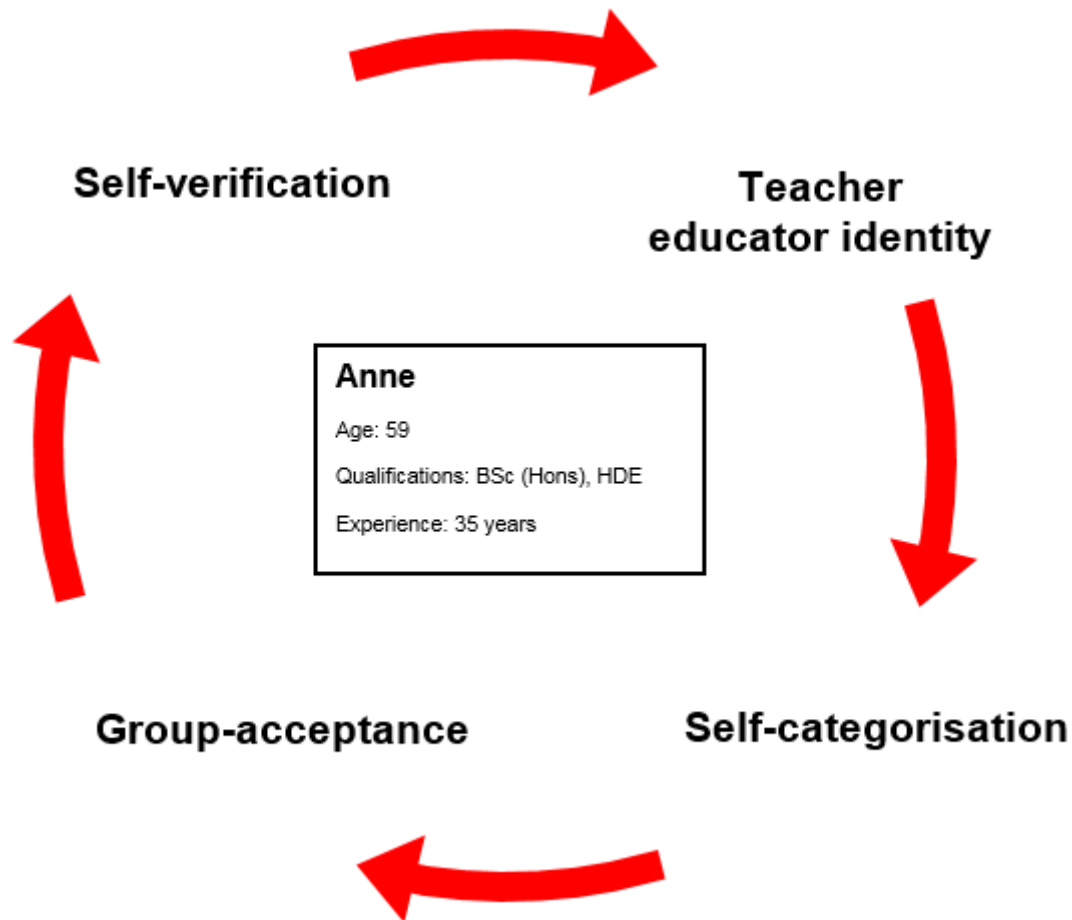 Self-verification
Teacher
educator identity
Anne
Age: 59
Qualifications: BSc (Hons), HDE
Experience: 35 years
Group-acceptance
Self-categorisation